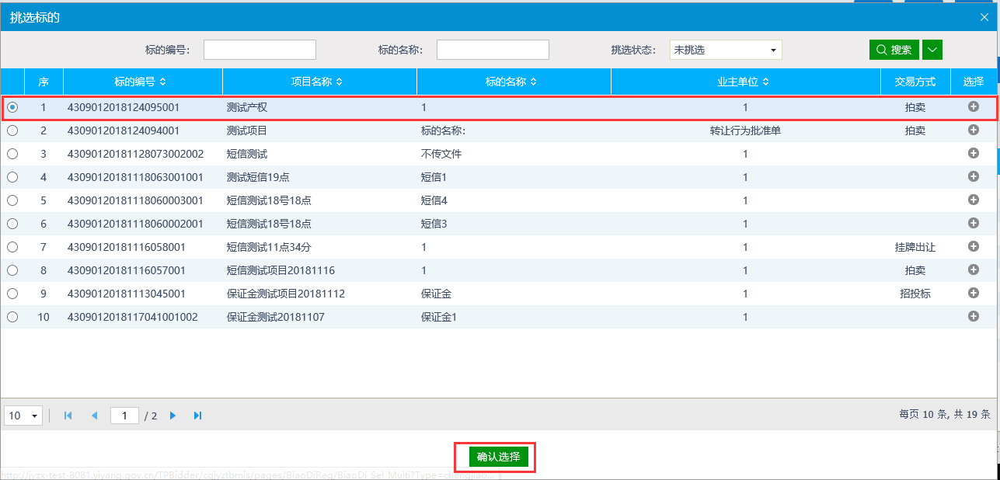 挑选标的
标的编号： 标的名称： 挑选状态： 未挑选 搜索
序 标的编号 项目名称 标的名称 业主单位 交易方式 选择
1 4309012018124095001 测试产权 1 1 拍卖
2 4309012018124094001 测试项目 标的名称： 转让行为批准单 拍卖
3 43090120181128073002002 短信测试 不传文件 1
4 43090120181118063001001 测试短信19点 短信1 1
5 43090120181118060003001 短信测试18号18点 短信4 1
6 43090120181118060002001 短信测试18号18点 短信3 1
7 43090120181116058001 短信测试11点34分 1 1 挂牌出让
8 43090120181116057001 短信测试项目20181116 1 1 拍卖
9 43090120181113045001 保证金测试项目20181112 保证金 1 招投标
10 4309012018117041001002 保证金测试20181107 保证金1 1
10 1 / 2 每页 10 条, 共 19 条
确认选择
http://jyzx-test-8081.yiyang.gov.cn/TPBidder/cqjyztbmis/pages/BiaoDiReg/BiaoDi_Sel_Multi?Type=chengjiao...